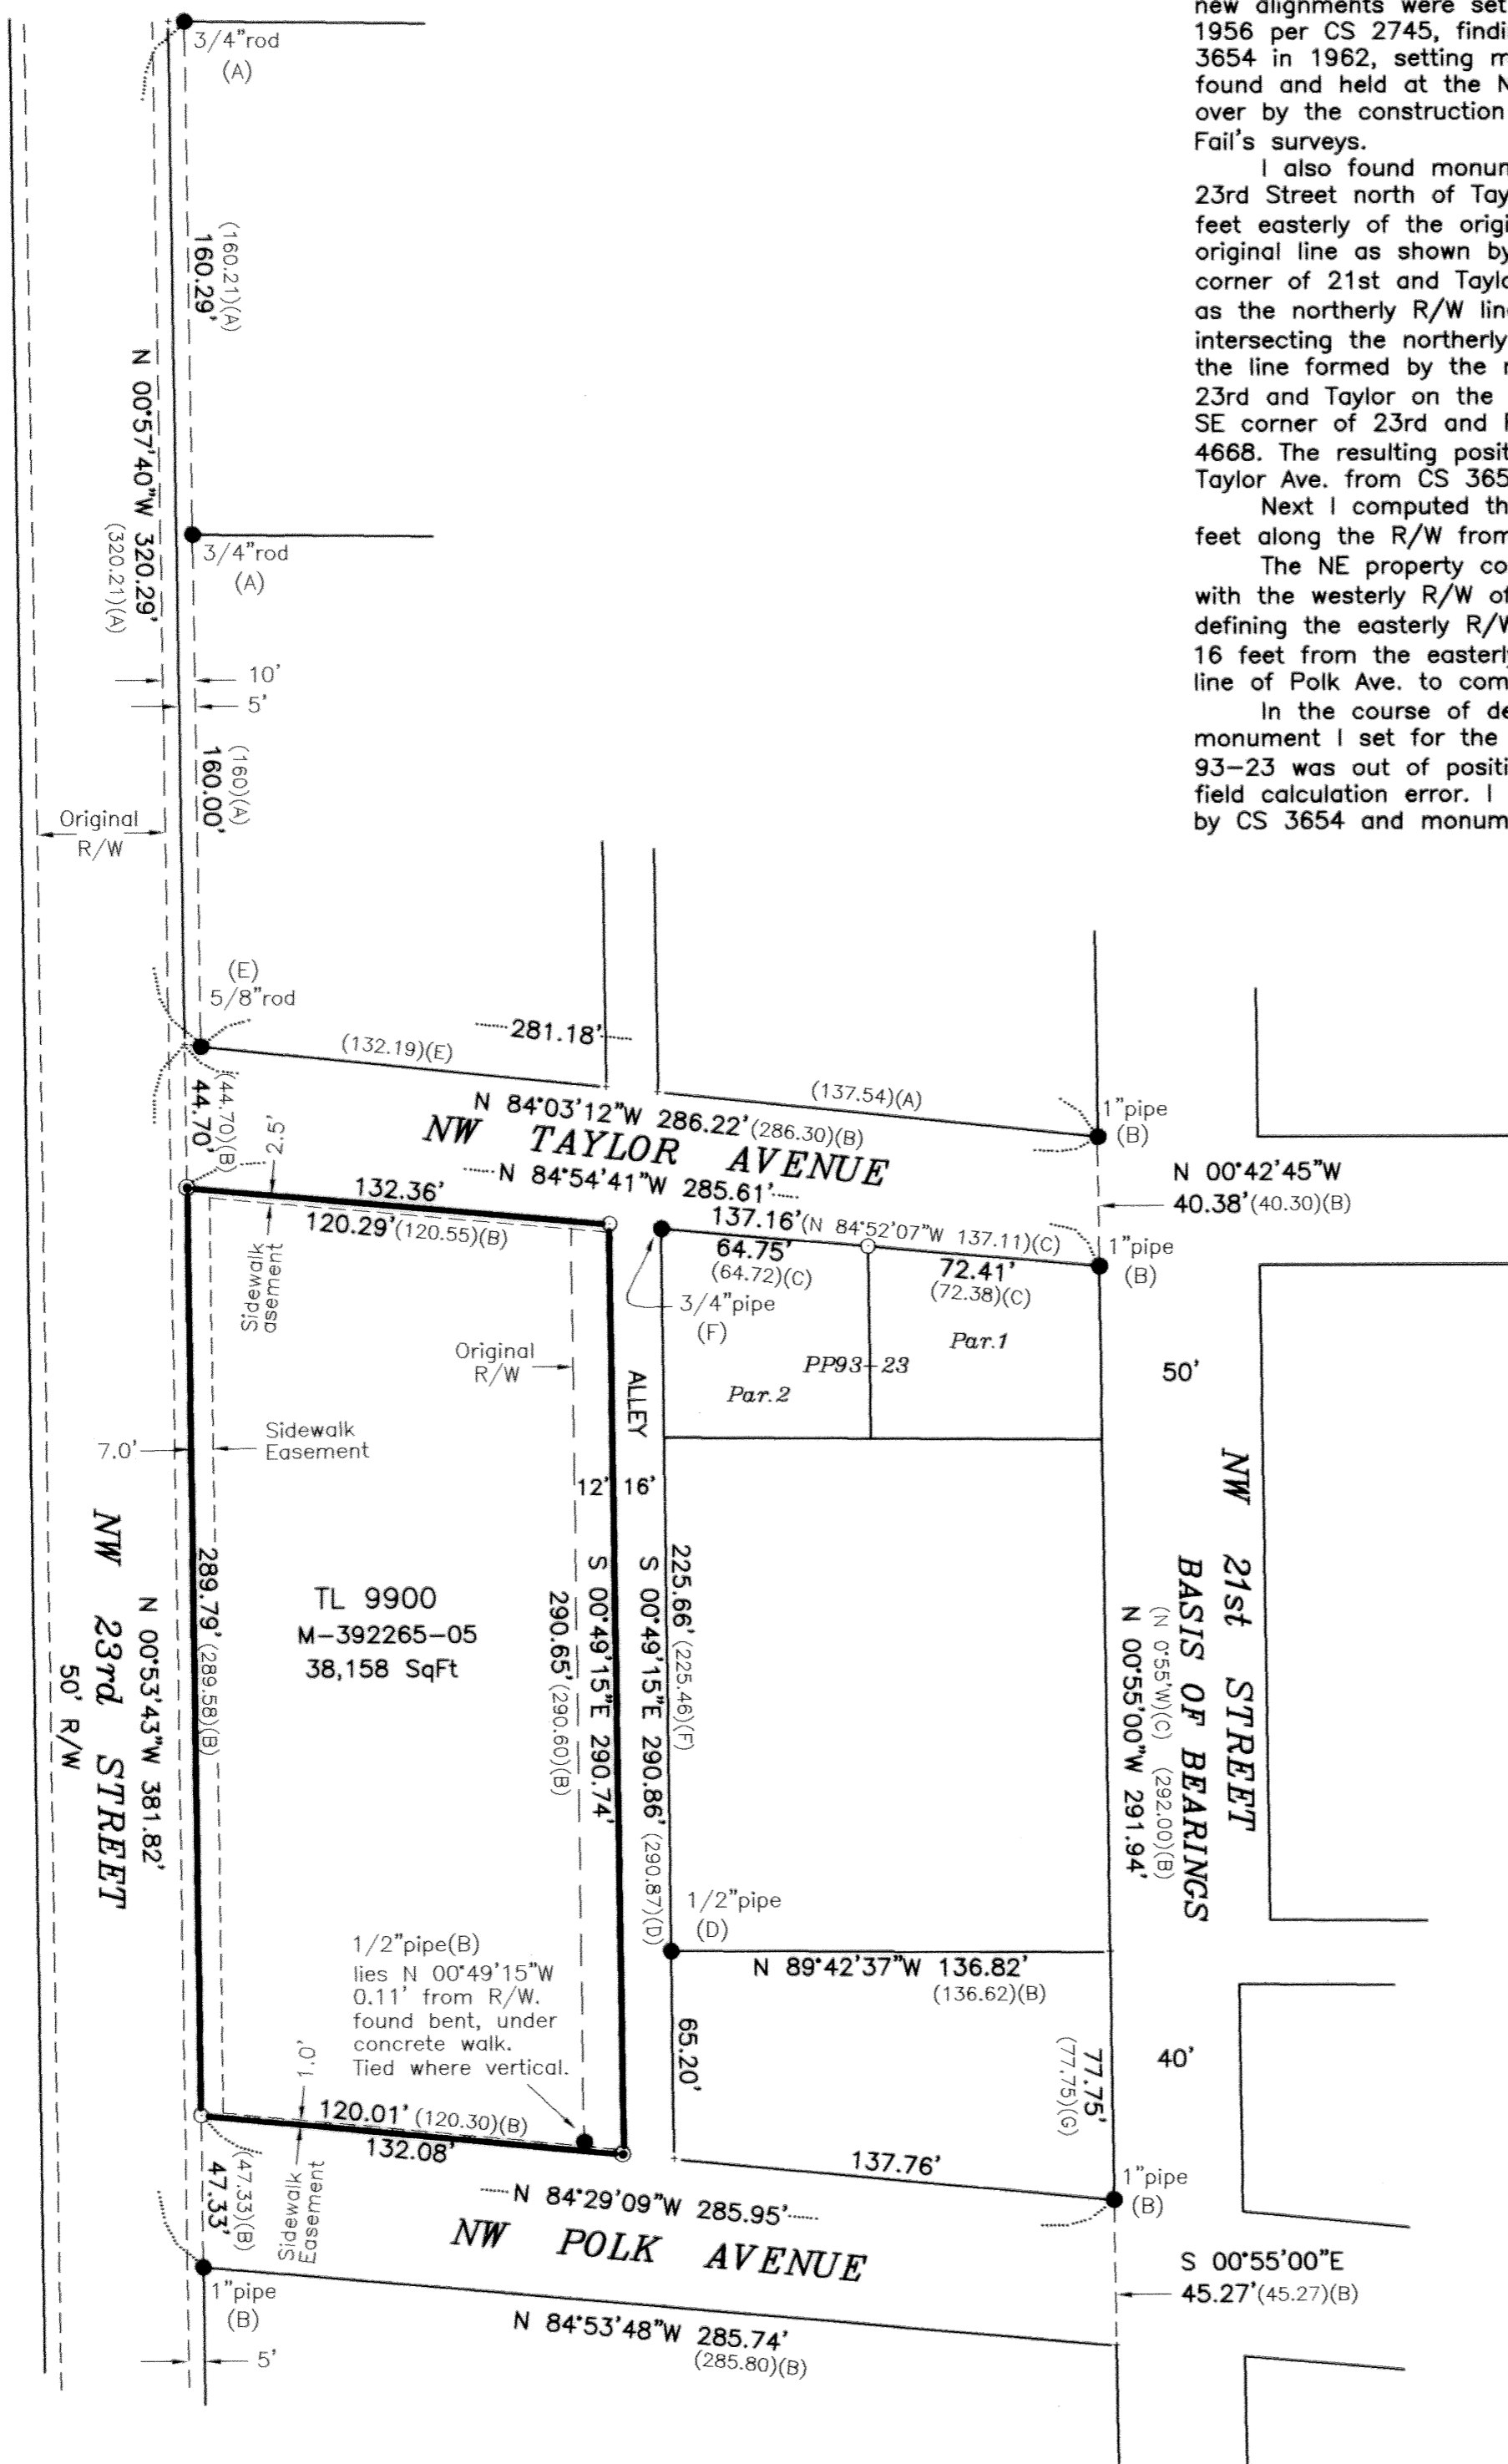 new alignments were set
1956 per CS 2745,
3654 in 1962, setting
found and held at the
over by the construction
Fail's surveys.
I also found
23rd Street north of
feet easterly of the
original line as shown by
corner of 21st and
as the northerly R/W
intersecting the northerly
the line formed by the
23rd and Taylor on the
SE corner of 23rd and
4668. The resulting
Taylor Ave. from CS
Next I computed
feet along the R/W from
The NE property
with the westerly R/W of
defining the easterly
16 feet from the
line of Polk Ave. to
In the course of
monument I set for the
93-23 was out of
field calculation error. I
by CS 3654 and
3/4"rod
(A)
(160.21)(A)
160.29'
N 00°57'40"W 320.29'
(320.21)(A)
3/4"rod
(A)
10'
5'
(160)(A)
160.00'
Original
R/W
(E)
5/8"rod
(132.19)(E)
281.18'
(137.54)(A)
1"pipe
(B)
N 84°03'12"W 286.22'(286.30)(B)
NW TAYLOR AVENUE
N 84°54'41"W 285.61'
(44.70)(B)
44.70'
2.5'
N 00°42'45"W
40.38'(40.30)(B)
132.36'
120.29'(120.55)(B)
137.16'(N 84°52'07"W 137.11)(C)
64.75'
(64.72)(C)
72.41'
(72.38)(C)
1"pipe
(B)
Sidewalk
asement
3/4"pipe
(F)
Par.1
PP93-23
Par.2
Original
R/W
ALLEY
50'
Sidewalk
Easement
7.0'
12'
16'
NW 21st STREET
BASIS OF BEARINGS
(N 0°55'W)(C) (292.00)(B)
N 00°55'00"W 291.94'
225.66'(225.46)(F)
S 00°49'15"E 290.86'(290.87)(D)
S 00°49'15"E 290.74'
290.65'(290.60)(B)
TL 9900
M-392265-05
38,158 SqFt
289.79'(289.58)(B)
N 00°53'43"W 381.82'
NW 23rd STREET
50' R/W
1/2"pipe
(D)
N 89°42'37"W 136.82'
(136.62)(B)
1/2"pipe(B)
lies N 00°49'15"W
0.11' from R/W.
found bent, under
concrete walk.
Tied where vertical.
65.20'
77.75'
(77.75)(G)
40'
1.0'
120.01'(120.30)(B)
132.08'
137.76'
1"pipe
(B)
Sidewalk
Easement
(47.33)(B)
47.33'
N 84°29'09"W 285.95'
NW POLK AVENUE
S 00°55'00"E
45.27'(45.27)(B)
1"pipe
(B)
N 84°53'48"W 285.74'
(285.80)(B)
5'